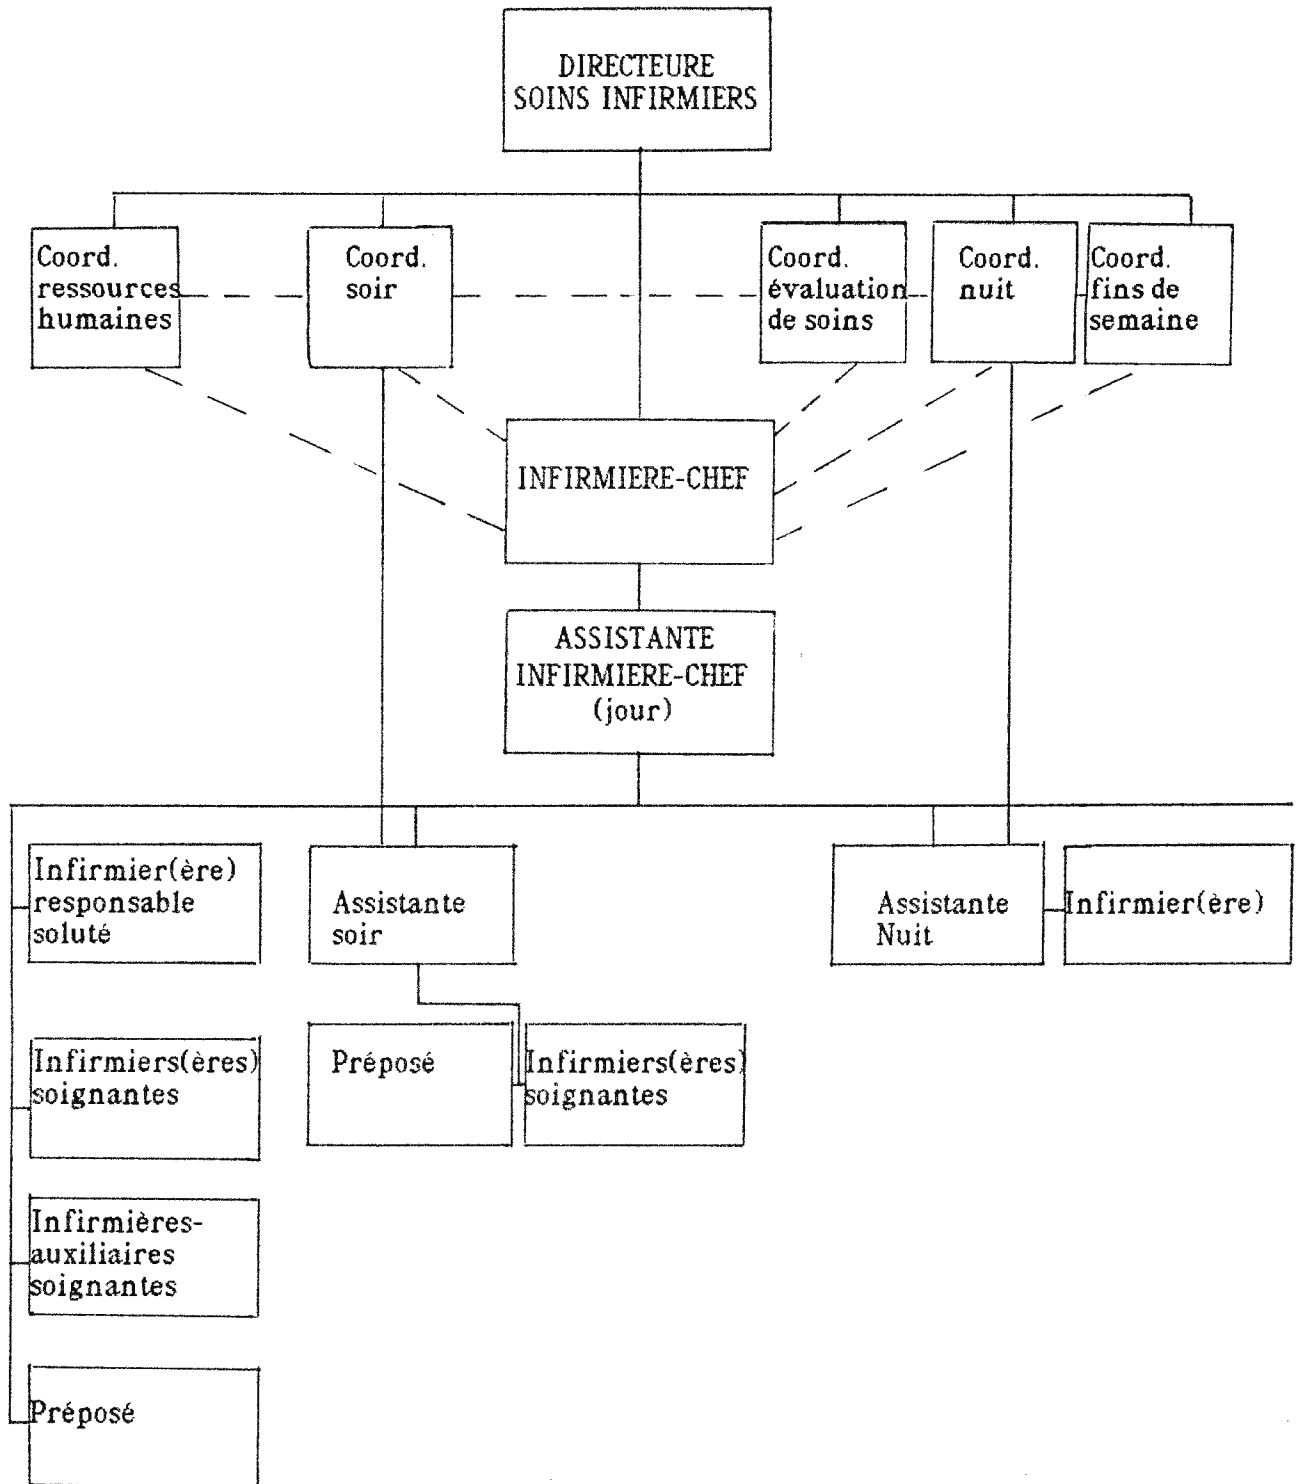 DIRECTEURE
SOINS INFIRMIERS
Coord.
ressources
humaines
Coord.
soir
Coord.
évaluation
de soins
Coord.
nuit
Coord.
fins de
semaine
INFIRMIERE-CHEF
ASSISTANTE
INFIRMIERE-CHEF
(jour)
Infirmier(ère)
responsable
soluté
Assistante
soir
Assistante
Nuit
Infirmier(ère)
Infirmiers(ères)
soignantes
Préposé
Infirmiers(ères)
soignantes
Infirmières-
auxiliaires
soignantes
Préposé